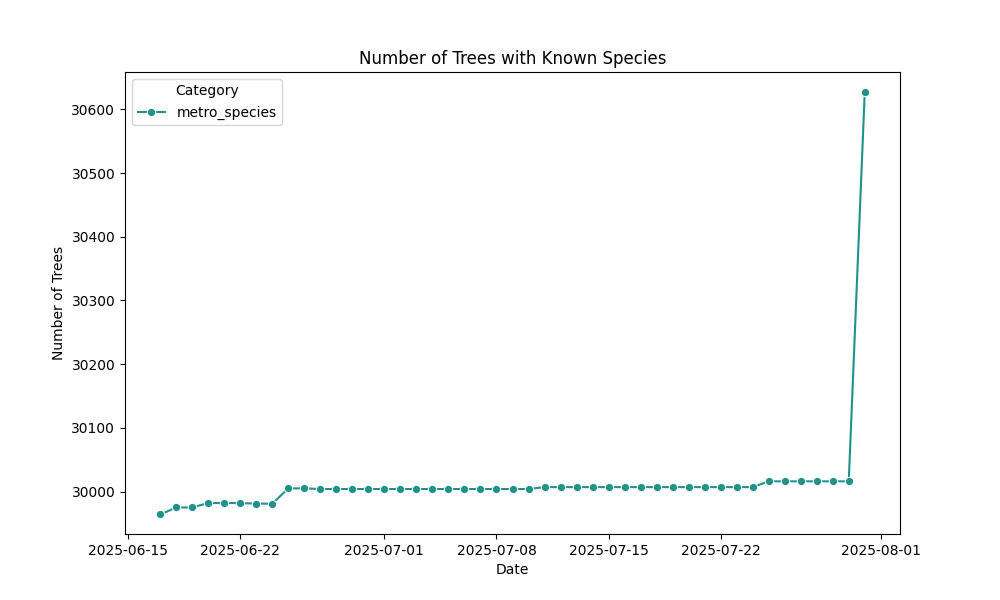 Number of Trees with Known Species
Category
metro_species
30600
30500
30400
30300
30200
30100
30000
Number of Trees
2025-06-15
2025-06-22
2025-07-01
2025-07-08
2025-07-15
2025-07-22
2025-08-01
Date